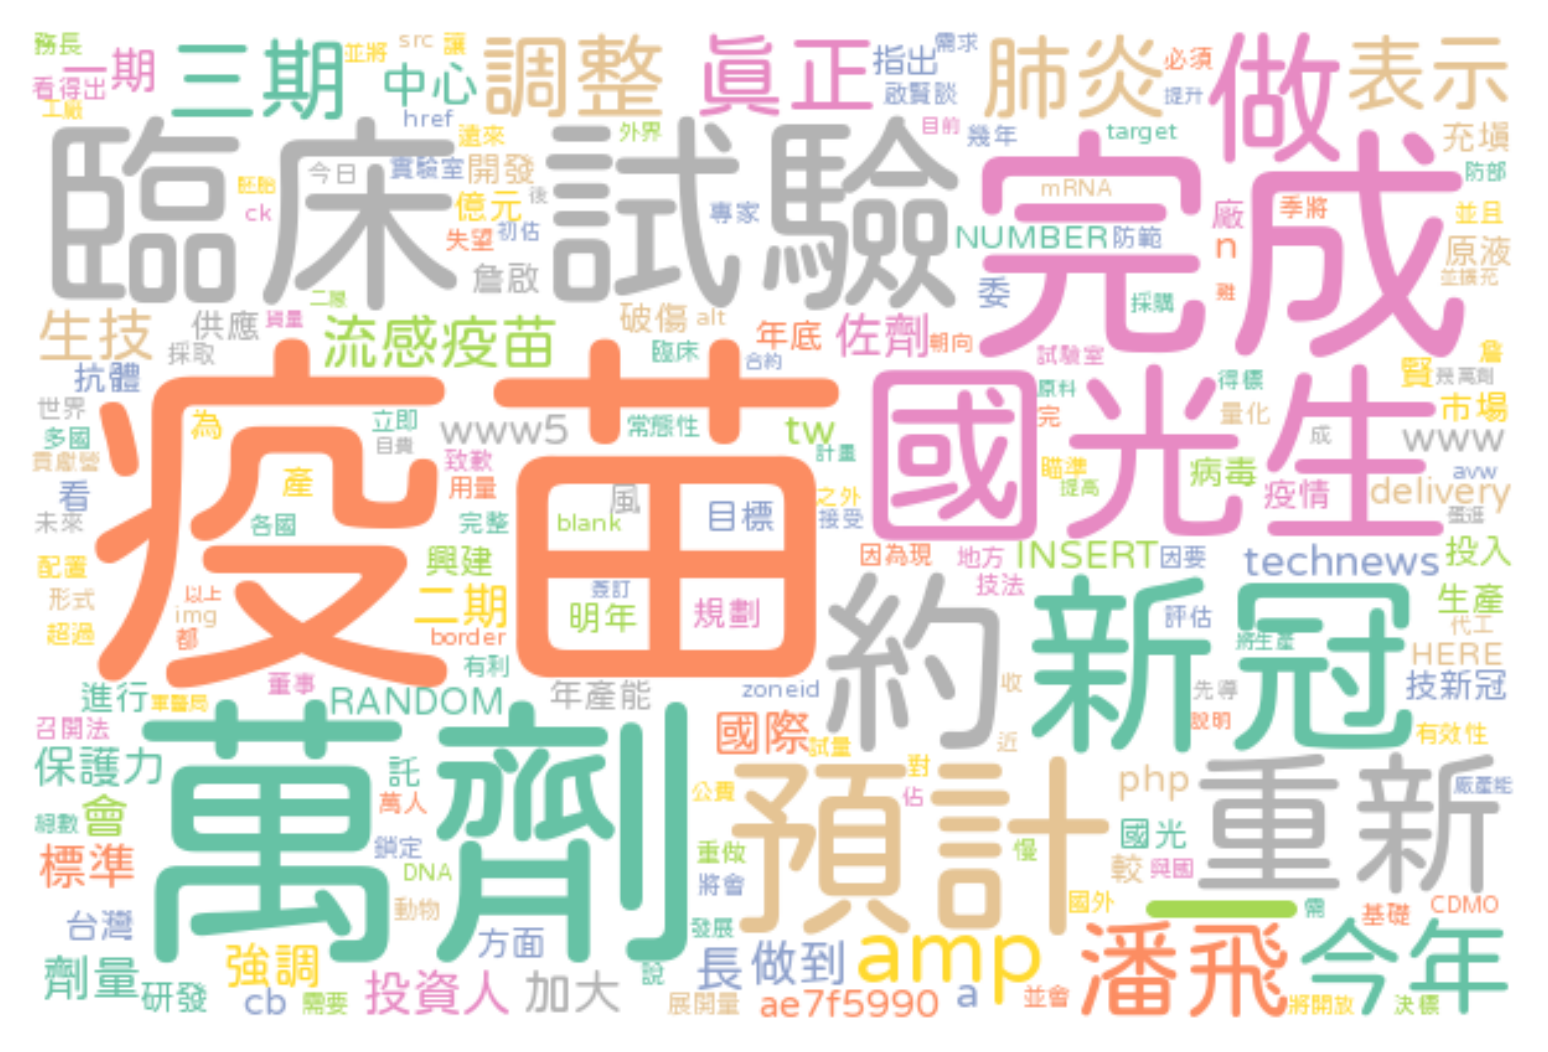 務長
一期
三期
並將
src
讓
調整
眞正
指出
需求
肺炎
必須
做
表示
看得出
中心
啟賢談
提升
工廠
href
遠來
外界
目前
幾年
target
充塡
臨床試驗
完成
今日
實驗室
開發
mRNA
防部
胚胎
ck
億元
後
專家
廠
季將
並且
失望
初估
NUMBER
防範
n
原液
詹啟
委
並擴充
採購
難
生技
供應
貨量
流感疫苗
破傷
alt
年底
佐劑
朝向
採取
臨床
合約
試驗室
詹
抗體
疫苗
國光生
原料
得標
賢
世界
為
立即
www5
常態性
tw
完
量化
市場
多國
自費
計畫
成
www
貢獻營
致歉
瞄準
病毒
avw
看
產
用量
風
目標
之外
提高
疫情
delivery
未來
各國
完整
blank
接受
配置
興建
因為現
地方
INSERT
因要
technews
投入
形式
以上
img
二期
簽訂
明年
規劃
技法
約
新冠
評估
生產
代工
超過
都
border
將生產
HERE
有利
進行
軍醫局
董事
RANDOM
年產能
zoneid
收
先導
技新冠
召開法
國際
試量
近
說明
有效性
保護力
萬劑
託
預計
對
php
重新
廠產能
總數
會
萬人
公費
佔
國光
標準
鎖定
重做
慢
較
與國
DNA
將會
動物
國外
需
基礎
CDMO
台灣
方面
發展
潘飛
今年
劑量
研發
強調
cb
需要
投資人
加大
說
長
做到
amp
展開量
ae7f5990
a
並會
將開放
決標